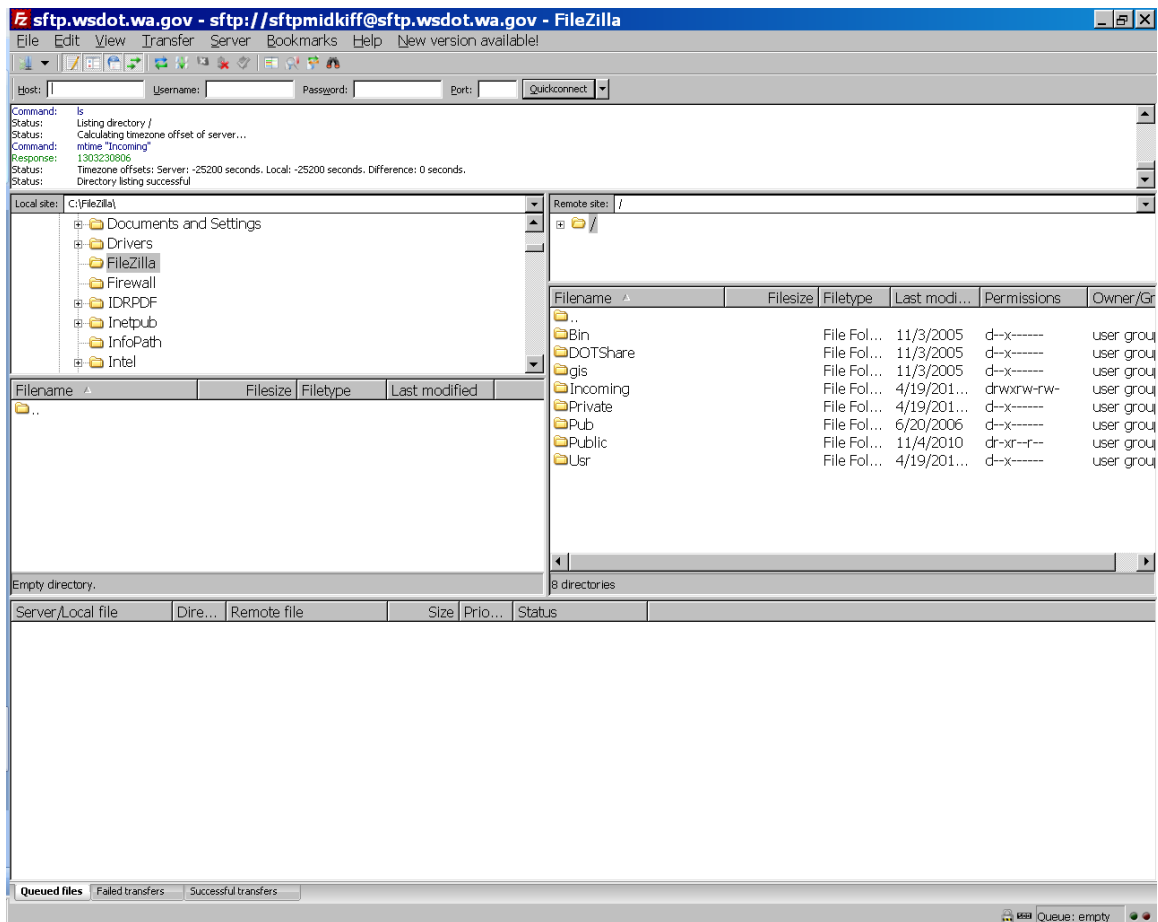 sftp.wsdot.wa.gov - sftp://sftpmidkiff@sftp.wsdot.wa.gov - FileZilla
File Edit View Transfer Server Bookmarks Help New version available!
Host: Username: Password: Port: Quickconnect
Command: ls
Status: Listing directory /
Status: Calculating timezone offset of server...
Command: mtime "Incoming"
Response: 1303230806
Status: Timezone offsets: Server: -25200 seconds. Local: -25200 seconds. Difference: 0 seconds.
Status: Directory listing successful
Local site: C:\FileZilla\
Documents and Settings
Drivers
FileZilla
Firewall
IDRPDF
Inetpub
InfoPath
Intel
Filename Filesize Filetype Last modified
..
Empty directory.
Remote site: /
/
Filename Filesize Filetype Last modi... Permissions Owner/Gr
..
Bin File Fol... 11/3/2005 d--x------ user grou
DOTShare File Fol... 11/3/2005 d--x------ user grou
gis File Fol... 11/3/2005 d--x------ user grou
Incoming File Fol... 4/19/201... drwxrw-rw- user grou
Private File Fol... 4/19/201... d--x------ user grou
Pub File Fol... 6/20/2006 d--x------ user grou
Public File Fol... 11/4/2010 dr-xr--r-- user grou
Usr File Fol... 4/19/201... d--x------ user grou
8 directories
Server/Local file Dire... Remote file Size Prio... Status
Queued files Failed transfers Successful transfers
Queue: empty